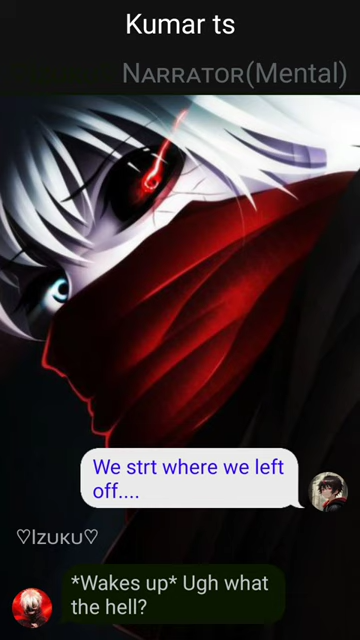 Kumar ts
Narrator(Mental)
We strt where we left
off....
♡Izuku♡
*Wakes up* Ugh what
the hell?